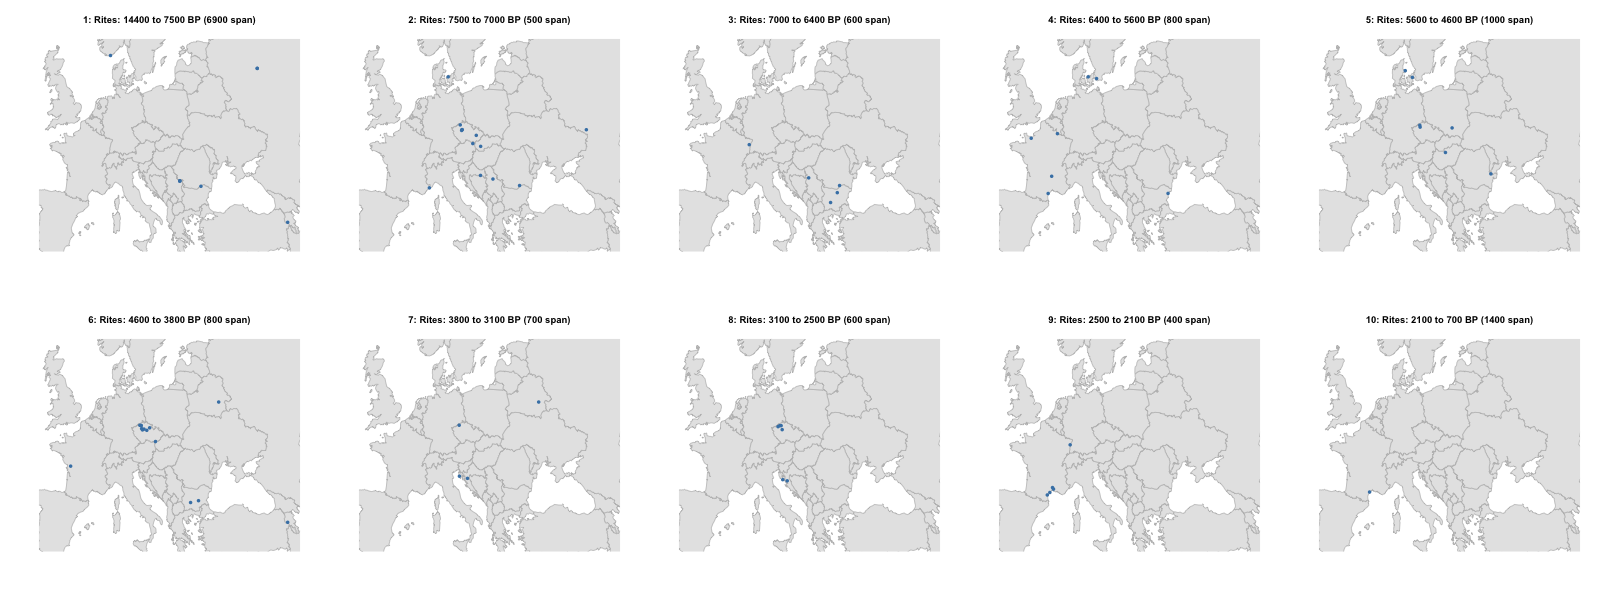 1: Rites: 14400 to 7500 BP (6900 span)
2: Rites: 7500 to 7000 BP (500 span)
3: Rites: 7000 to 6400 BP (600 span)
4: Rites: 6400 to 5600 BP (800 span)
5: Rites: 5600 to 4600 BP (1000 span)
6: Rites: 4600 to 3800 BP (800 span)
7: Rites: 3800 to 3100 BP (700 span)
8: Rites: 3100 to 2500 BP (600 span)
9: Rites: 2500 to 2100 BP (400 span)
10: Rites: 2100 to 700 BP (1400 span)